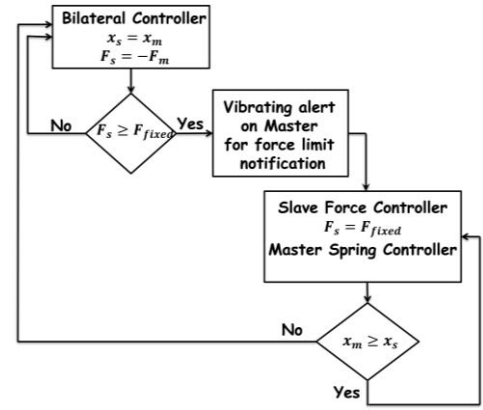 Bilateral Controller
x_s = x_m
F_s = −F_m
No
F_s ≥ F_fixed
Yes
Vibrating alert
on Master
for force limit
notification
Slave Force Controller
F_s = F_fixed
Master Spring Controller
No
x_m ≥ x_s
Yes